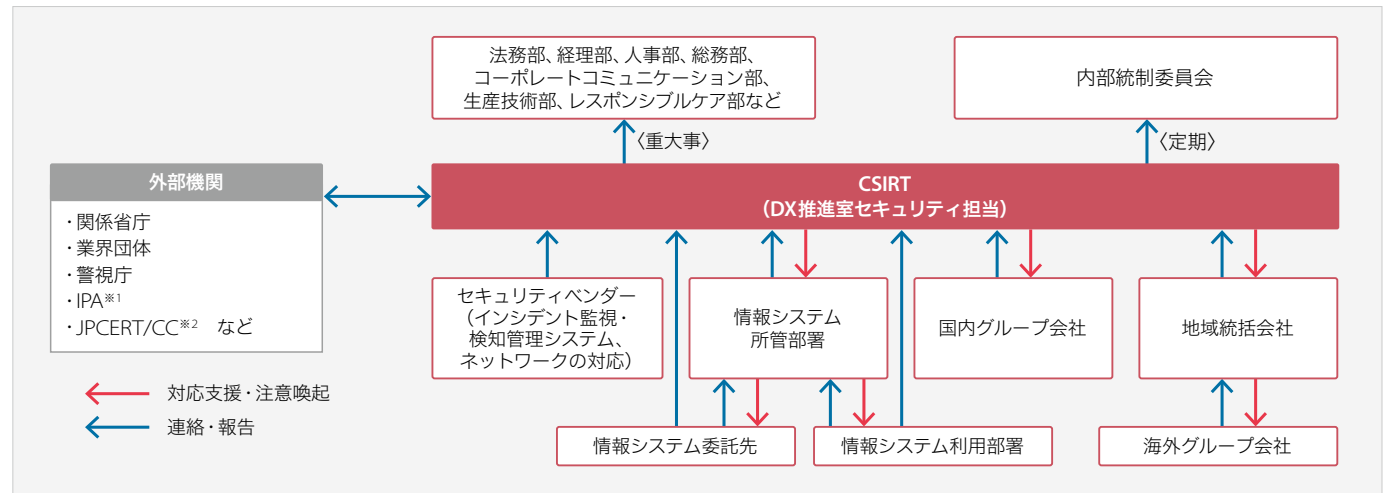 法務部、経理部、人事部、総務部、
コーポレートコミュニケーション部、
生産技術部、レスポンシブルケア部など
内部統制委員会
〈重大事〉
〈定期〉
外部機関
・関係省庁
・業界団体
・警視庁
・IPA※1
・JPCERT/CC※2 など
CSIRT
（DX推進室セキュリティ担当）
セキュリティベンダー
（インシデント監視・
検知管理システム、
ネットワークの対応）
情報システム
所管部署
国内グループ会社
地域統括会社
対応支援・注意喚起
連絡・報告
情報システム委託先
情報システム利用部署
海外グループ会社